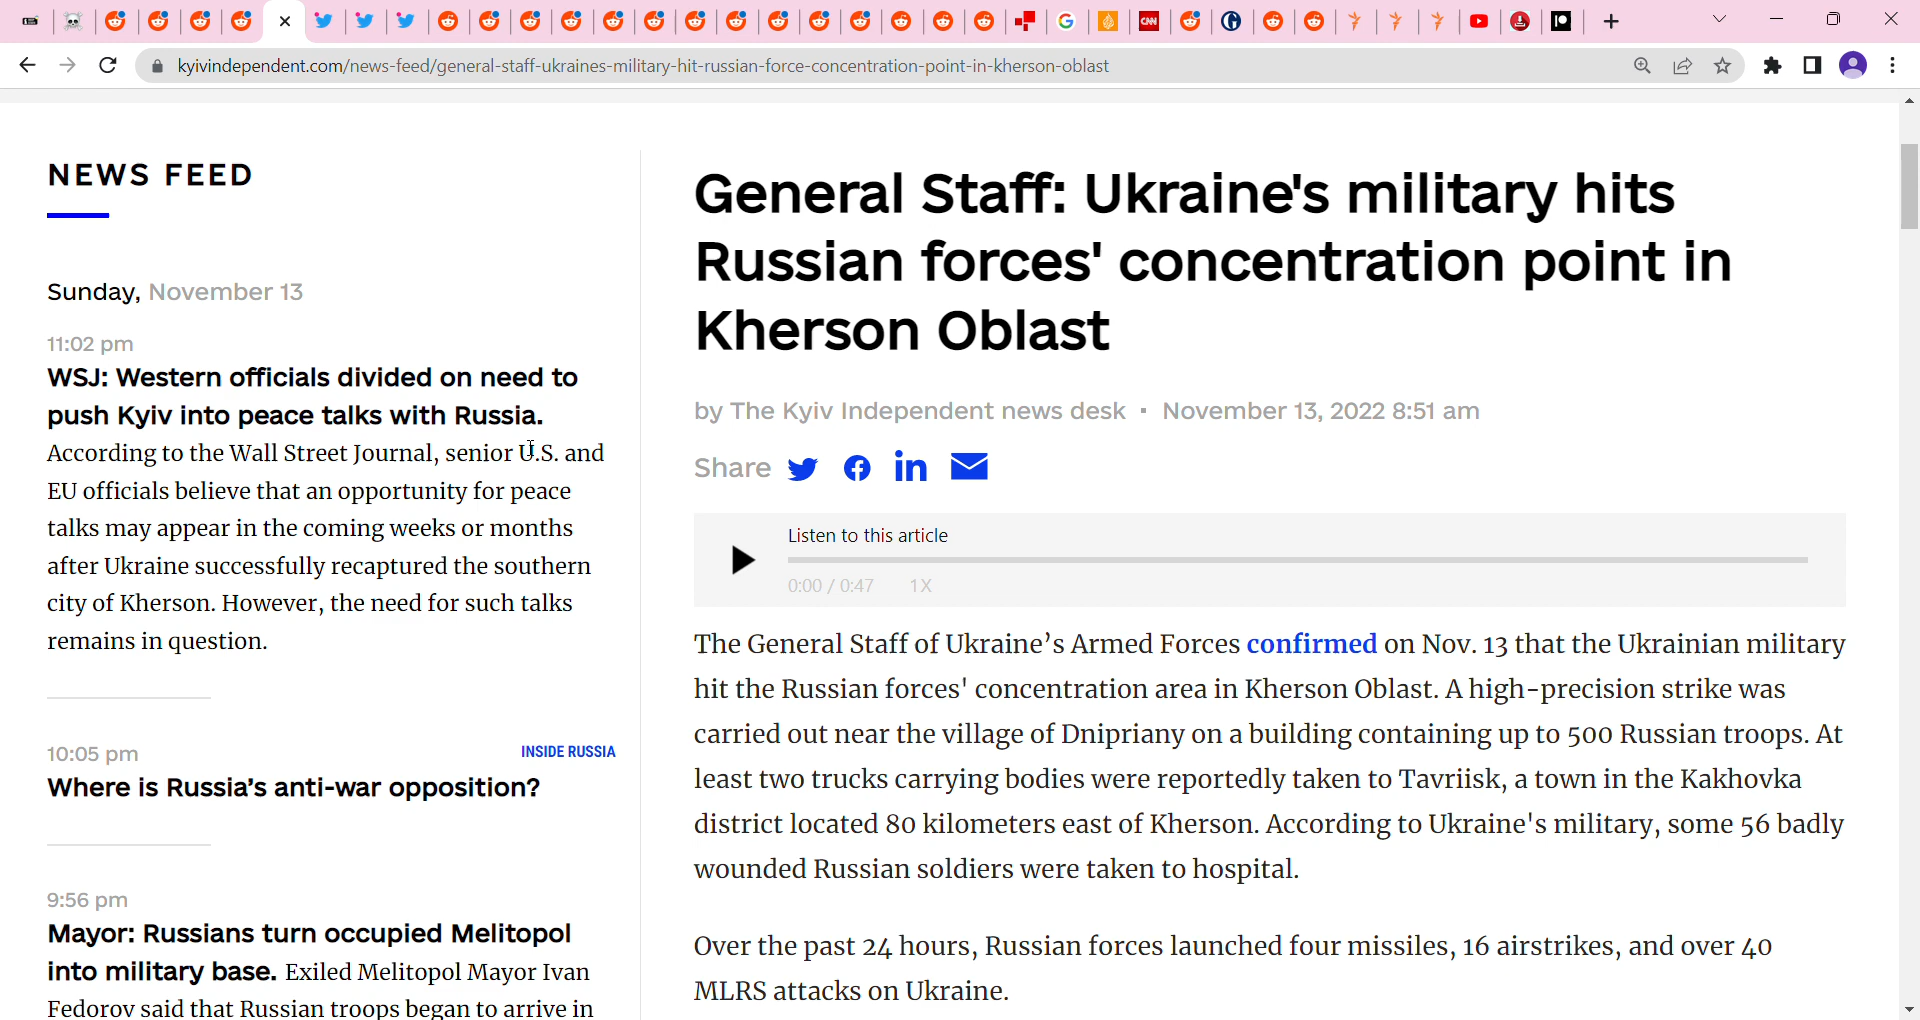 CNN
kyivindependent.com/news-feed/general-staff-ukraines-military-hit-russian-force-concentration-point-in-kherson-oblast
NEWS FEED
Sunday, November 13
11:02 pm
WSJ: Western officials divided on need to
push Kyiv into peace talks with Russia.
According to the Wall Street Journal, senior U.S. and
EU officials believe that an opportunity for peace
talks may appear in the coming weeks or months
after Ukraine successfully recaptured the southern
city of Kherson. However, the need for such talks
remains in question.
10:05 pm
INSIDE RUSSIA
Where is Russia’s anti-war opposition?
9:56 pm
Mayor: Russians turn occupied Melitopol
into military base. Exiled Melitopol Mayor Ivan
Fedorov said that Russian troops began to arrive in
General Staff: Ukraine's military hits
Russian forces' concentration point in
Kherson Oblast
by The Kyiv Independent news desk · November 13, 2022 8:51 am
Share
Listen to this article
0:00 / 0:47 1X
The General Staff of Ukraine’s Armed Forces confirmed on Nov. 13 that the Ukrainian military
hit the Russian forces' concentration area in Kherson Oblast. A high-precision strike was
carried out near the village of Dnipriany on a building containing up to 500 Russian troops. At
least two trucks carrying bodies were reportedly taken to Tavriisk, a town in the Kakhovka
district located 80 kilometers east of Kherson. According to Ukraine's military, some 56 badly
wounded Russian soldiers were taken to hospital.
Over the past 24 hours, Russian forces launched four missiles, 16 airstrikes, and over 40
MLRS attacks on Ukraine.